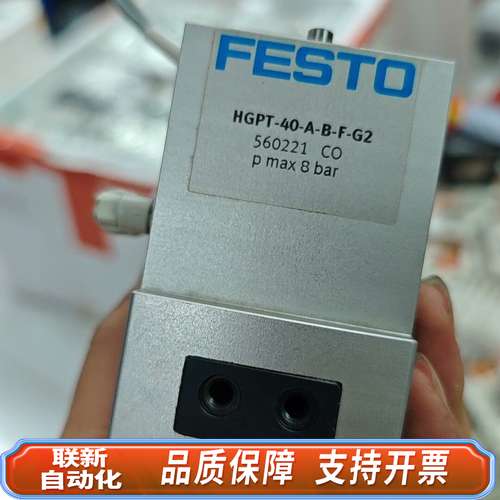 FESTO
HGPT-40-A-B-F-G2
560221 CO
p max 8 bar
联新
自动化
品质保障 支持开票